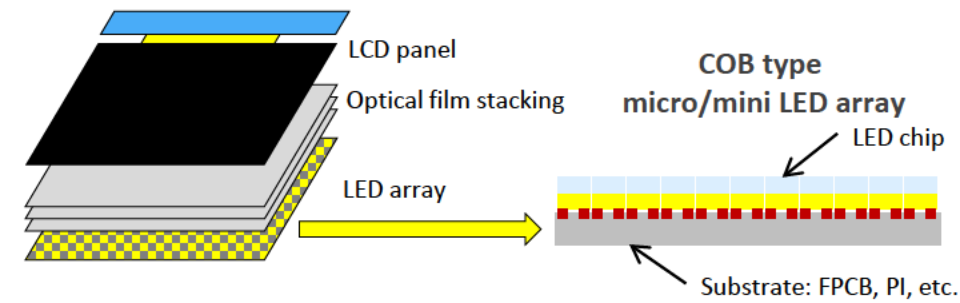 LCD panel
Optical film stacking
LED array
COB type
micro/mini LED array
LED chip
Substrate: FPCB, PI, etc.